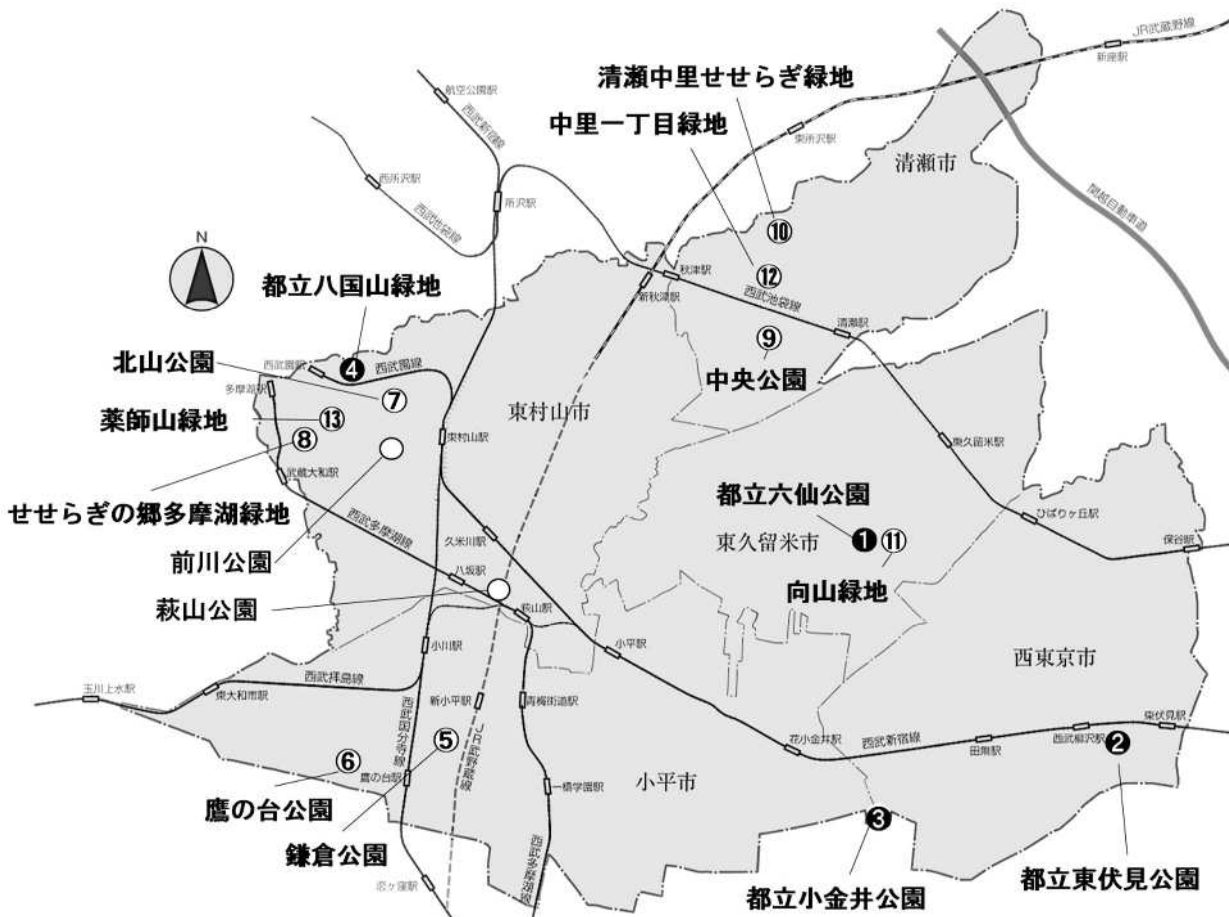 JR武蔵野線
新座駅
清瀬中里せせらぎ緑地
航空公園駅
西武新宿線
中里一丁目緑地
東所沢駅
清瀬市
西所沢駅
所沢駅
関越自動車道
西武池袋線
⑩
N
秋津駅
⑫
都立八国山緑地
新秋津駅
西武池袋線
清瀬駅
⑨
北山公園
西武園駅
❹
西武園線
中央公園
多摩湖駅
⑦
薬師山緑地
⑬
東村山市
⑧
東村山駅
東久留米駅
武蔵大和駅
都立六仙公園
せせらぎの郷多摩湖緑地
西武多摩湖線
ひばりヶ丘駅
久米川駅
東久留米市
❶
⑪
保谷駅
前川公園
八坂駅
向山緑地
萩山公園
萩山駅
小川駅
小平駅
西東京市
玉川上水駅
東大和市駅
西武拝島線
新小平駅
青梅街道駅
西武国分寺線
JR武野蔵線
⑤
花小金井駅
西武新宿線
田無駅
西武柳沢駅
東伏見駅
❷
⑥
鷹の台駅
一橋学園駅
小平市
鷹の台公園
❸
鎌倉公園
西武多摩湖線
恋ヶ窪駅
都立小金井公園
都立東伏見公園